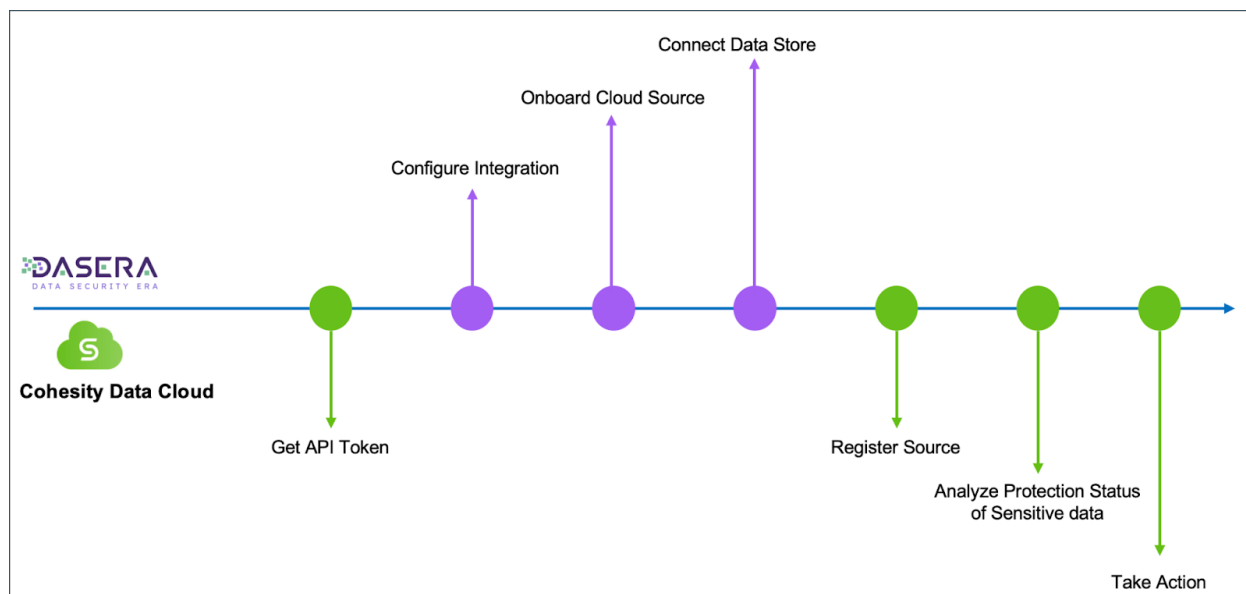 Connect Data Store
Onboard Cloud Source
Configure Integration
DASERA
DATA SECURITY ERA
Cohesity Data Cloud
Get API Token
Register Source
Analyze Protection Status
of Sensitive data
Take Action